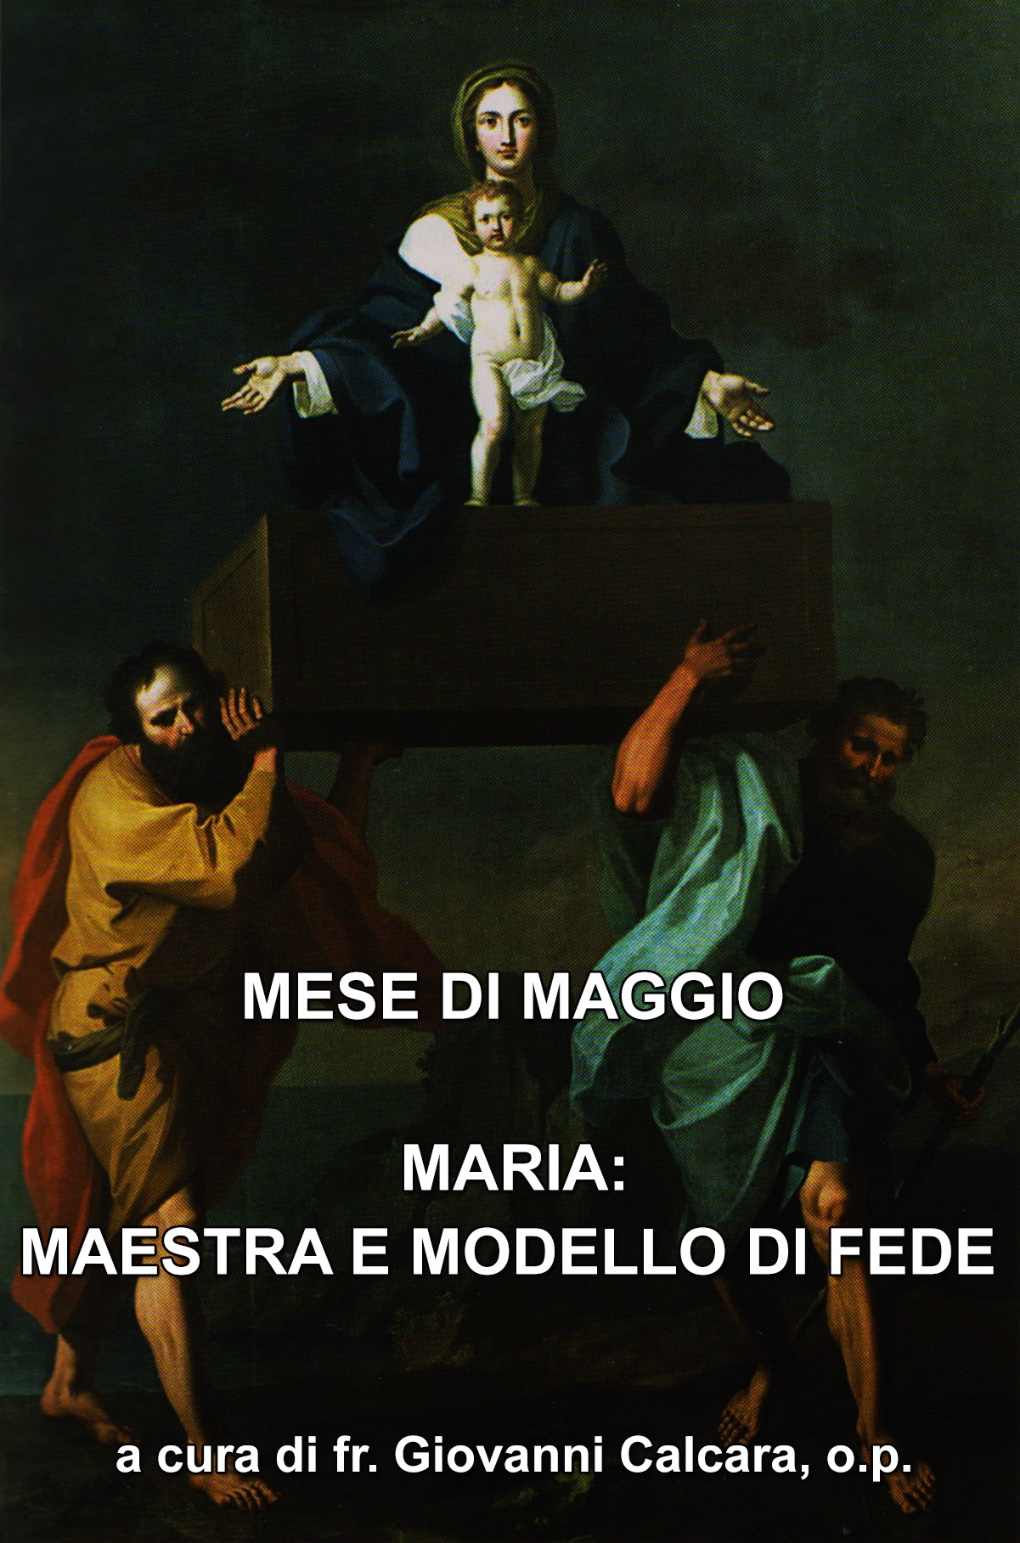 MESE DI MAGGIO
MARIA:
MAESTRA E MODELLO DI FEDE
a cura di fr. Giovanni Calcara, o.p.